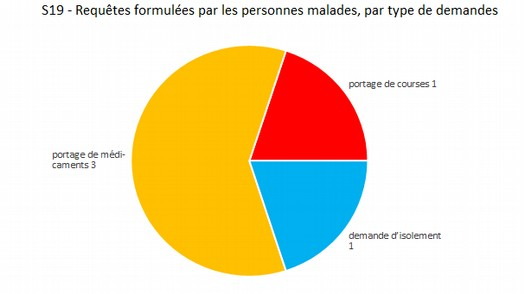 S19 - Requêtes formulées par les personnes malades, par type de demandes
portage de courses 1
portage de médi-
caments 3
demande d'isolement
1